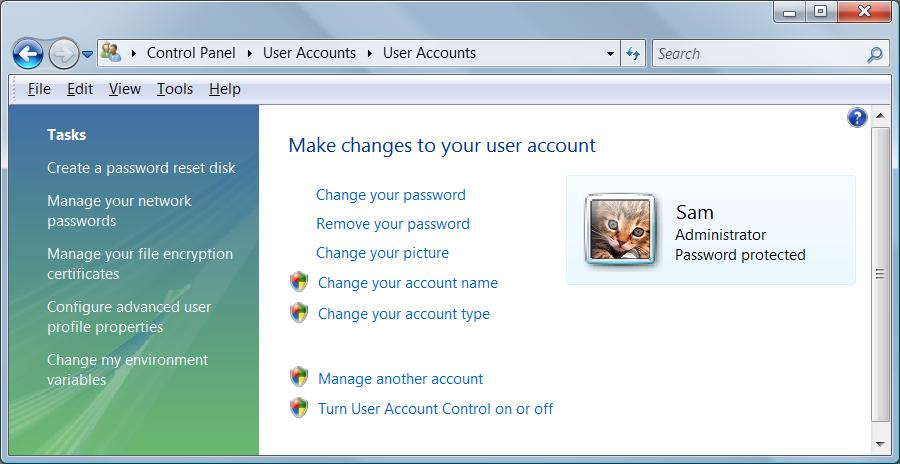 Control Panel User Accounts User Accounts
Search
File Edit View Tools Help
Tasks
Create a password reset disk
Manage your network
passwords
Manage your file encryption
certificates
Configure advanced user
profile properties
Change my environment
variables
Make changes to your user account
Change your password
Remove your password
Change your picture
Change your account name
Change your account type
Manage another account
Turn User Account Control on or off
Sam
Administrator
Password protected